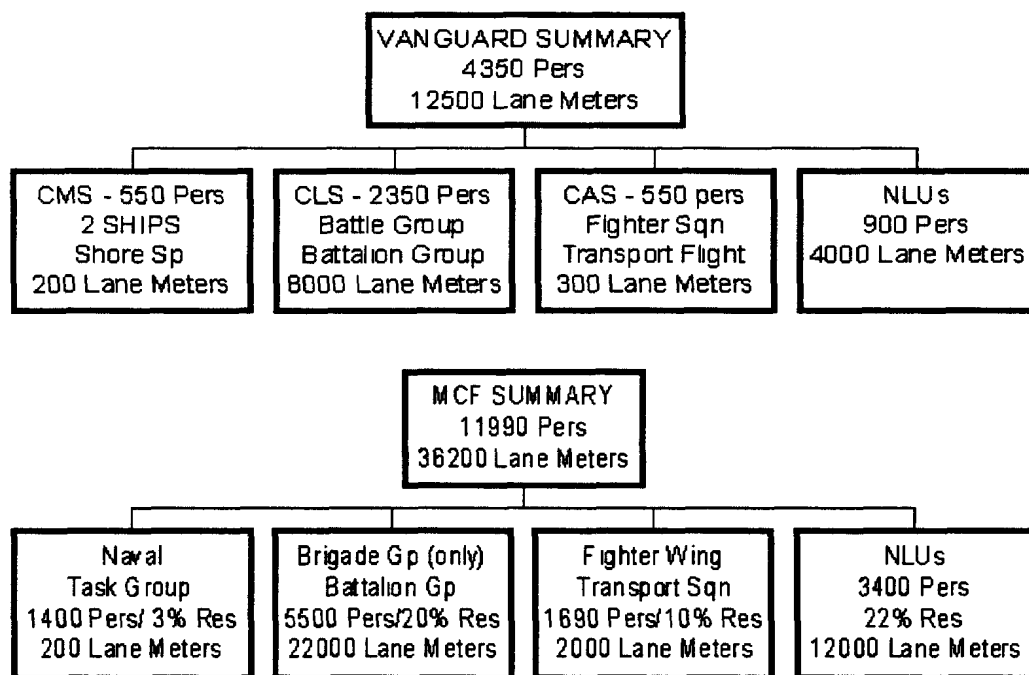 VANGUARD SUMMARY
4350 Pers
12500 Lane Meters
CMS - 550 Pers
2 SHIPS
Shore Sp
200 Lane Meters
CLS - 2350 Pers
Battle Group
Battalion Group
8000 Lane Meters
CAS - 550 pers
Fighter Sqn
Transport Flight
300 Lane Meters
NLUs
900 Pers
4000 Lane Meters
MCF SUMMARY
11990 Pers
36200 Lane Meters
Naval
Task Group
1400 Pers/ 3% Res
200 Lane Meters
Brigade Gp (only)
Battalion Gp
5500 Pers/20% Res
22000 Lane Meters
Fighter Wing
Transport Sqn
1690 Pers/10% Res
2000 Lane Meters
NLUs
3400 Pers
22% Res
12000 Lane Meters